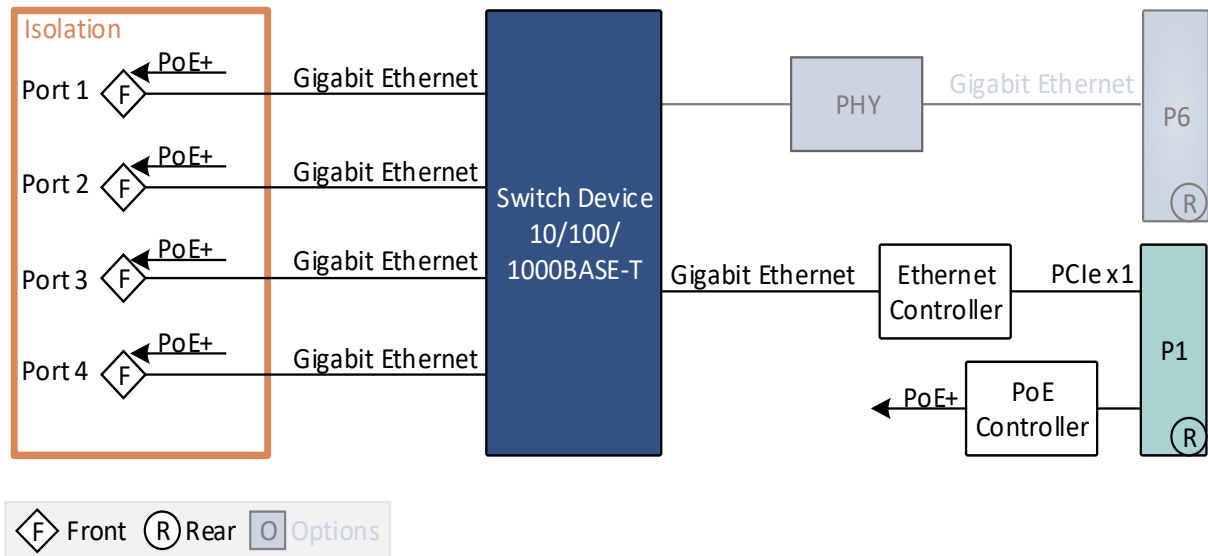 Isolation
PoE+
Port 1
F
Gigabit Ethernet
PoE+
Port 2
F
Gigabit Ethernet
PoE+
Port 3
F
Gigabit Ethernet
PoE+
Port 4
F
Gigabit Ethernet
Switch Device
10/100/
1000BASE-T
PHY
Gigabit Ethernet
P6
R
Gigabit Ethernet
Ethernet
Controller
PCIe x1
P1
PoE+
PoE
Controller
R
F Front R Rear O Options